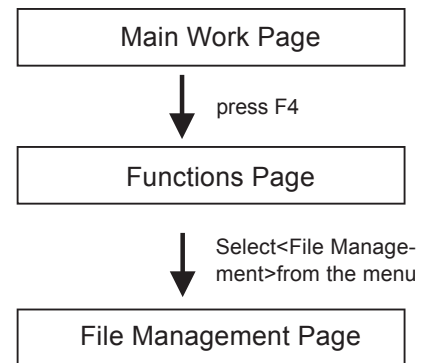 Main Work Page
press F4
Functions Page
Select<File Manage-
ment>from the menu
File Management Page